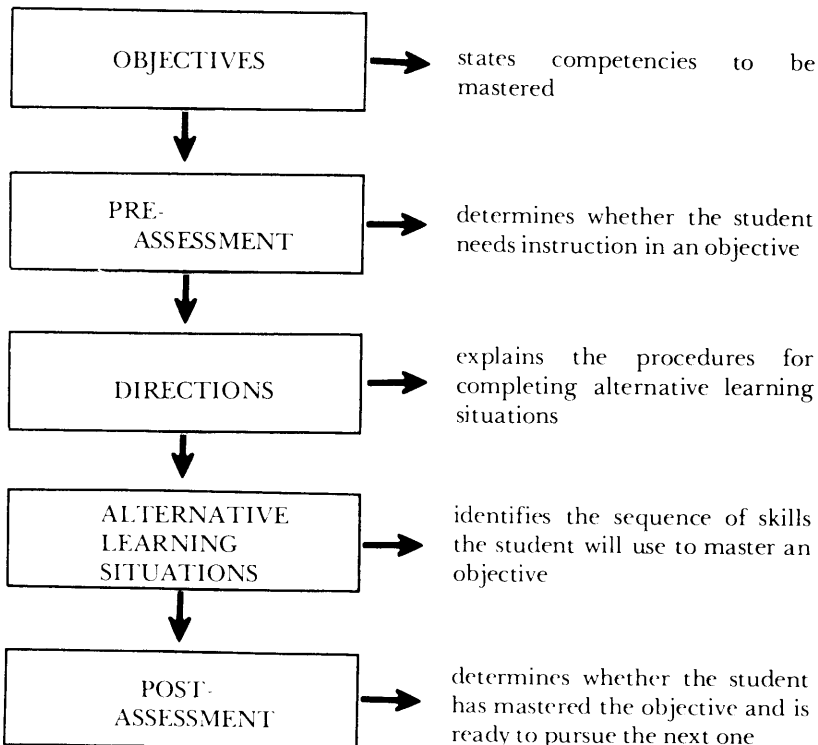 OBJECTIVES
states competencies to be
mastered
PRE-
ASSESSMENT
determines whether the student
needs instruction in an objective
DIRECTIONS
explains the procedures for
completing alternative learning
situations
ALTERNATIVE
LEARNING
SITUATIONS
identifies the sequence of skills
the student will use to master an
objective
POST-
ASSESSMENT
determines whether the student
has mastered the objective and is
ready to pursue the next one